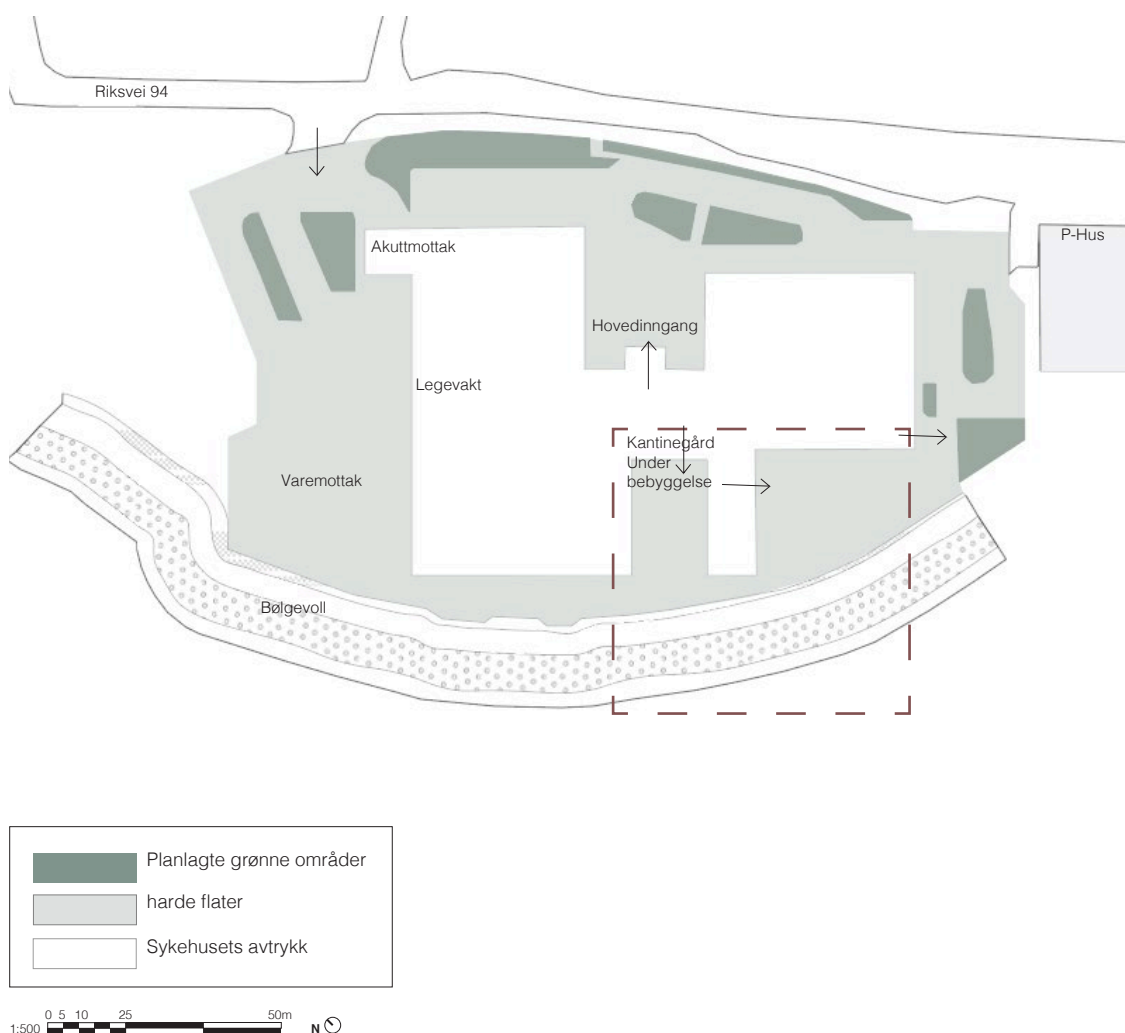 Riksvei 94
P-Hus
Akuttmottak
Hovedinngang
Legevakt
Kantinegård
Under
bebyggelse
Varemottak
Bølgevoll
Planlagte grønne områder
harde flater
Sykehusets avtrykk
0 5 10 25 50m
1:500
N